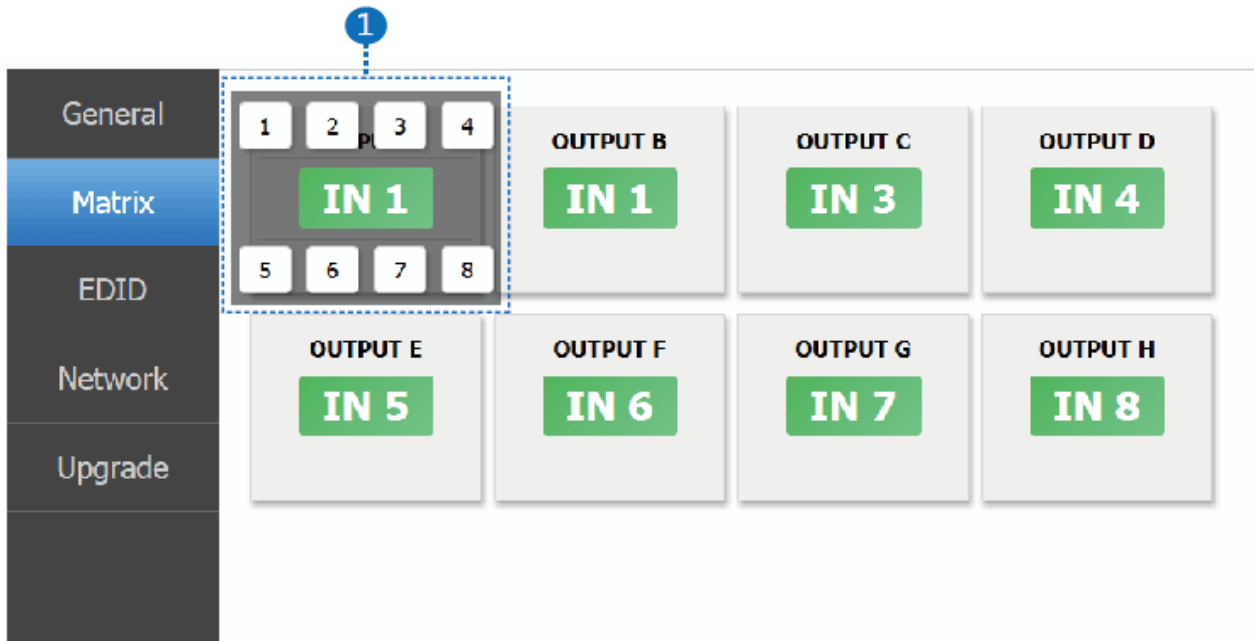 1
General
Matrix
EDID
Network
Upgrade
1 2 3 4
IN 1
5 6 7 8
OUTPUT B
IN 1
OUTPUT C
IN 3
OUTPUT D
IN 4
OUTPUT E
IN 5
OUTPUT F
IN 6
OUTPUT G
IN 7
OUTPUT H
IN 8